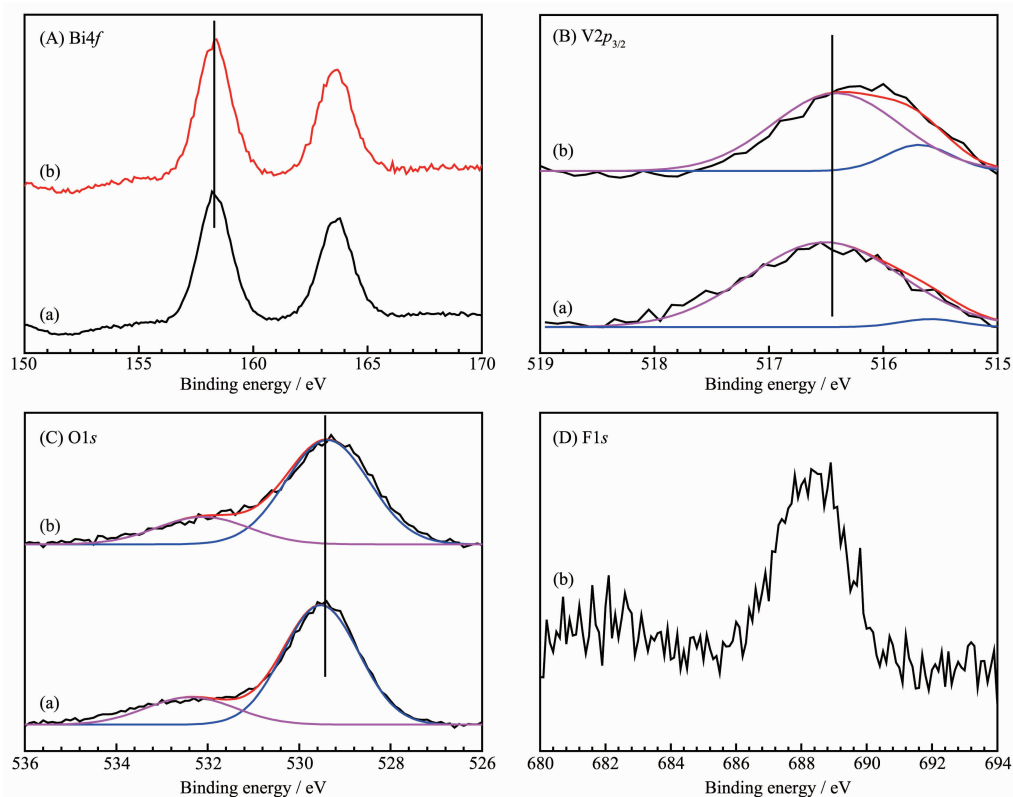 (A) Bi4f
(b)
(a)
150 155 160 165 170
Binding energy / eV
(B) V2p3/2
(b)
(a)
519 518 517 516 515
Binding energy / eV
(C) O1s
(b)
(a)
536 534 532 530 528 526
Binding energy / eV
(D) F1s
(b)
680 682 684 686 688 690 692 694
Binding energy / eV